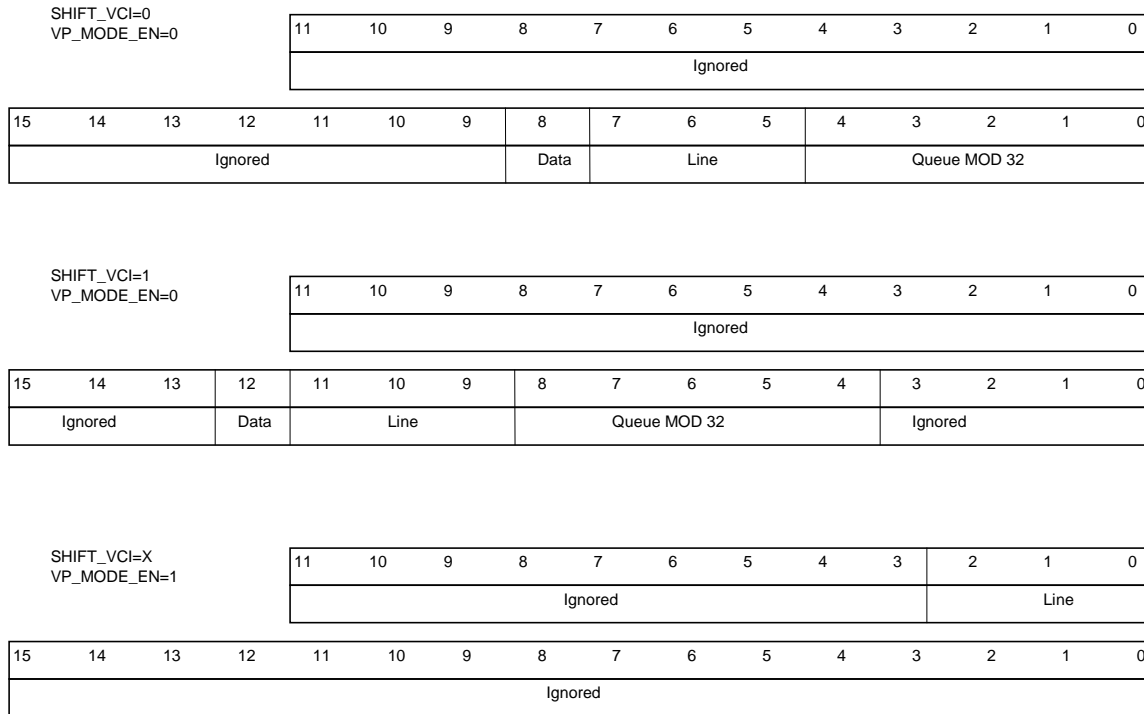 SHIFT_VCI=0
VP_MODE_EN=0
11 10 9 8 7 6 5 4 3 2 1 0
Ignored
15 14 13 12 11 10 9 8 7 6 5 4 3 2 1 0
Ignored Data Line Queue MOD 32
SHIFT_VCI=1
VP_MODE_EN=0
11 10 9 8 7 6 5 4 3 2 1 0
Ignored
15 14 13 12 11 10 9 8 7 6 5 4 3 2 1 0
Ignored Data Line Queue MOD 32 Ignored
SHIFT_VCI=X
VP_MODE_EN=1
11 10 9 8 7 6 5 4 3 2 1 0
Ignored Line
15 14 13 12 11 10 9 8 7 6 5 4 3 2 1 0
Ignored